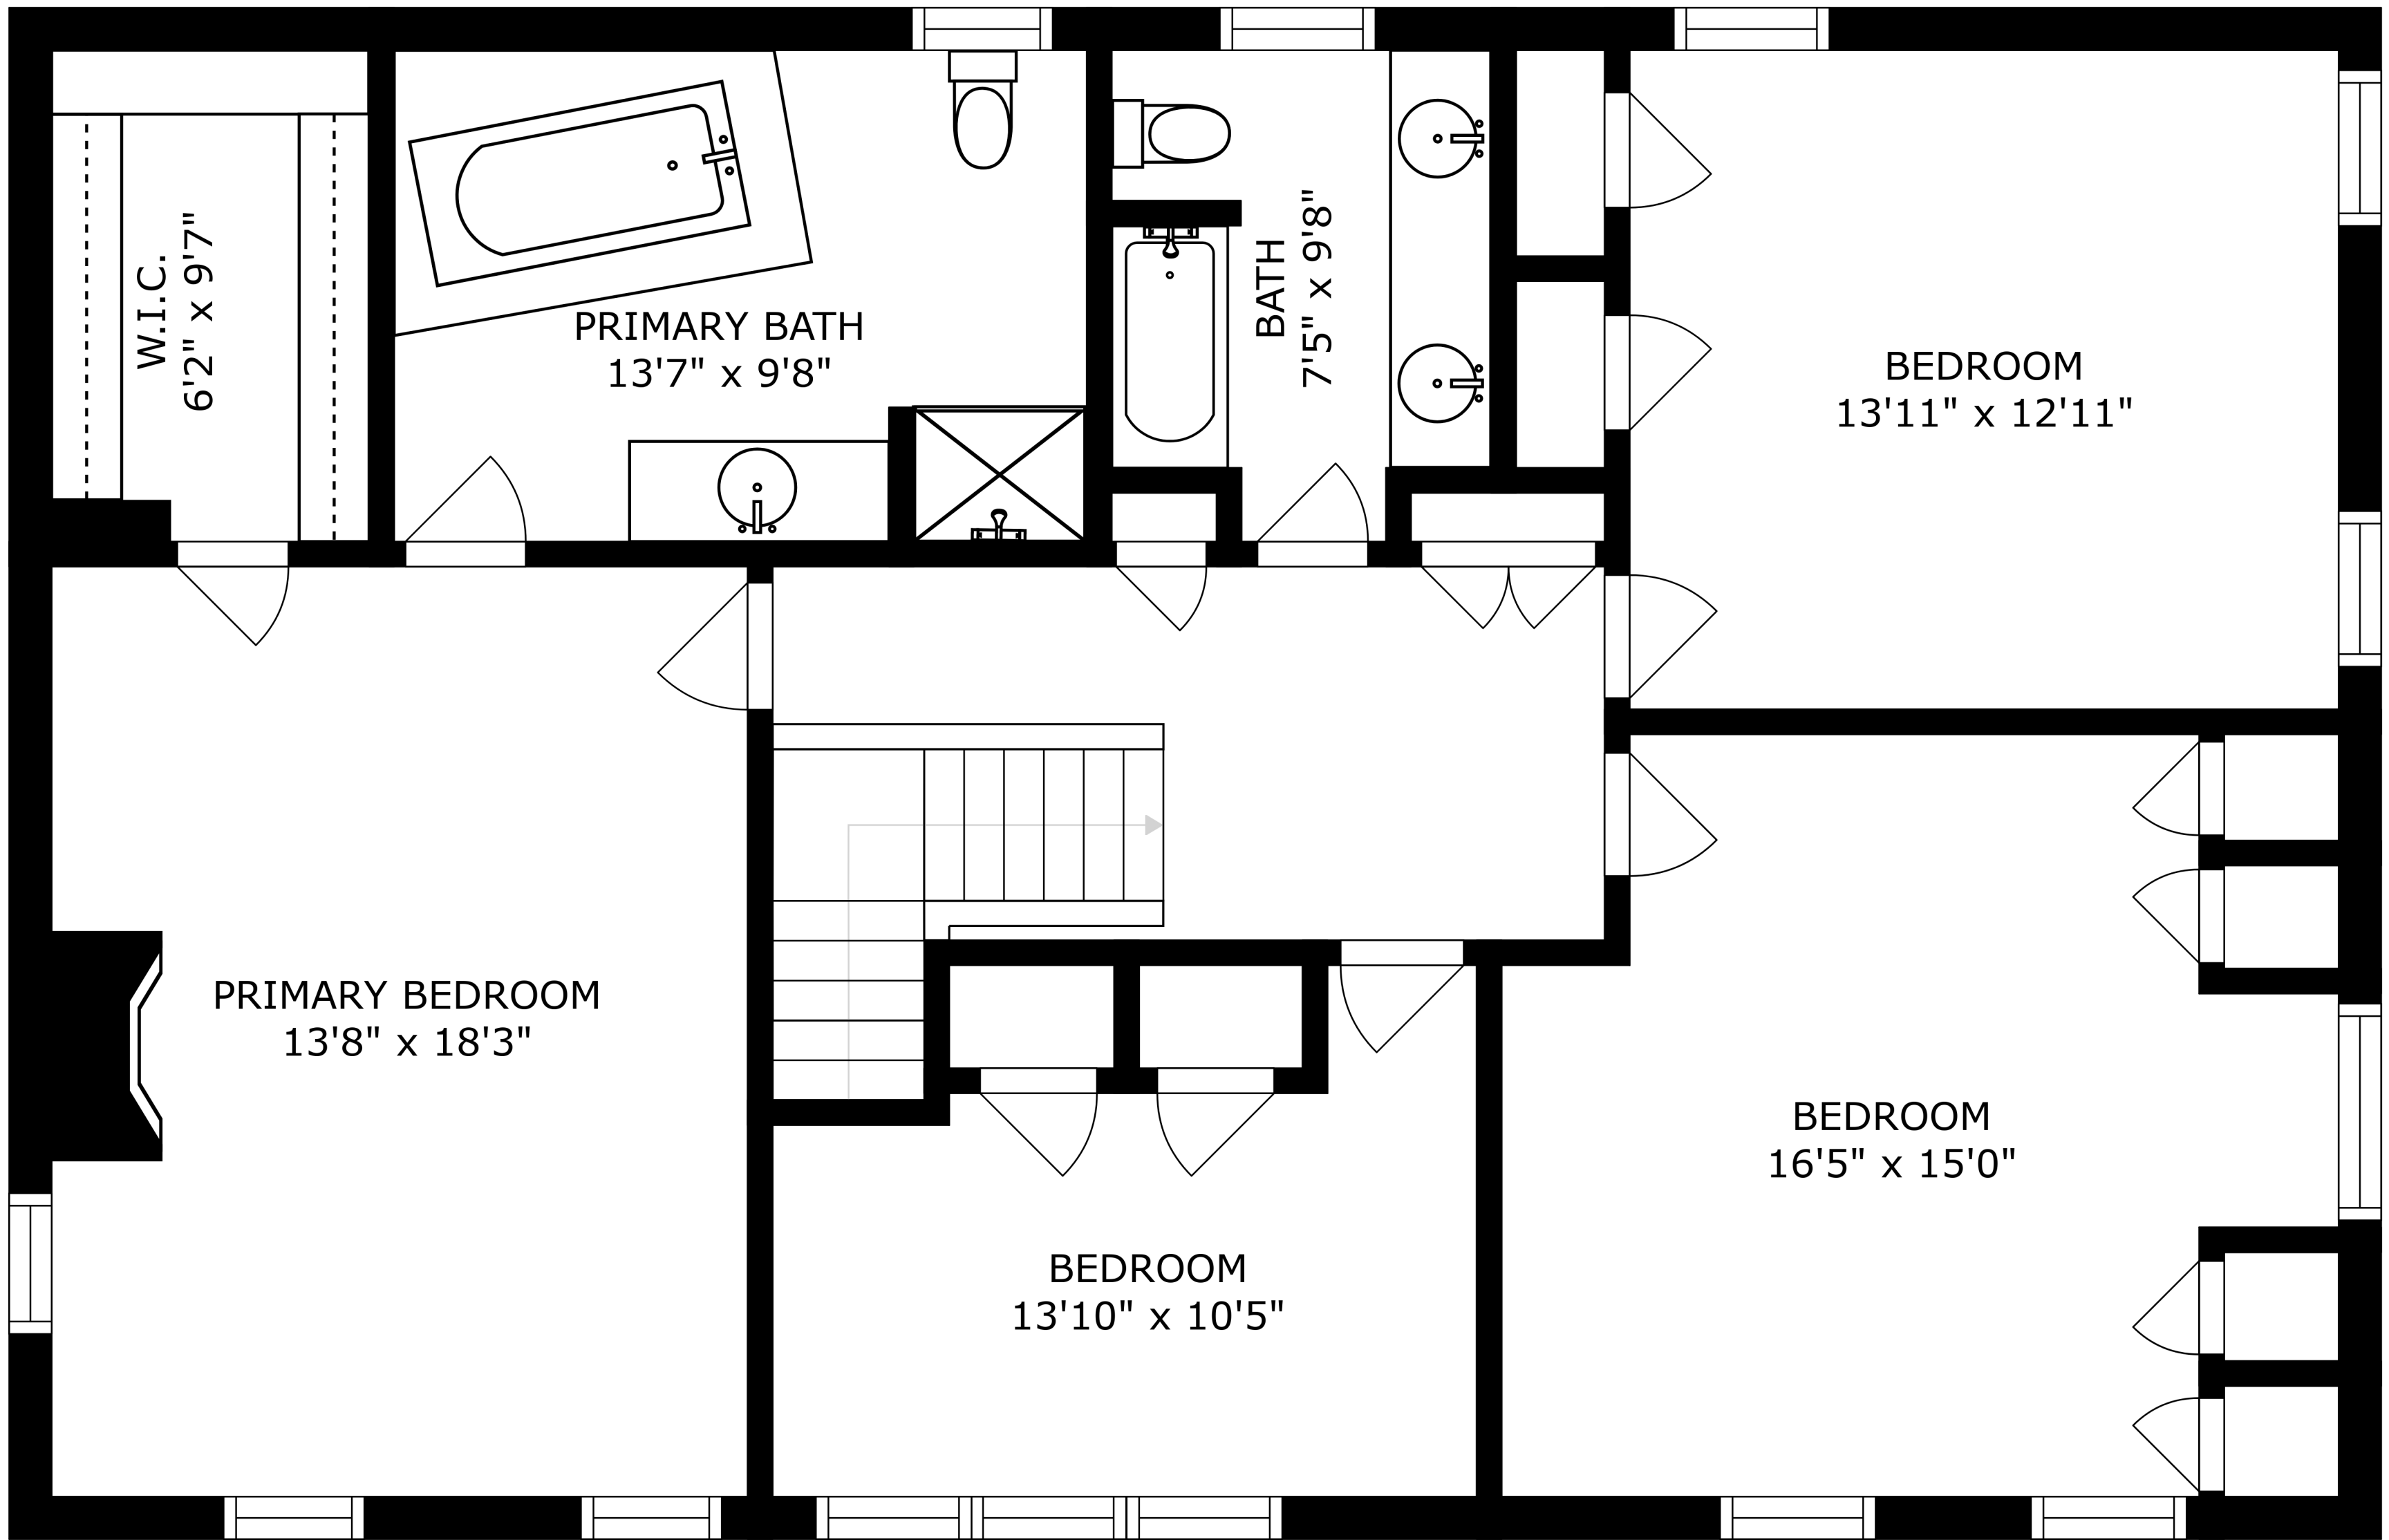 W.I.C.
6'2" x 9'7"
PRIMARY BATH
13'7" x 9'8"
BATH
7'5" x 9'8"
BEDROOM
13'11" x 12'11"
PRIMARY BEDROOM
13'8" x 18'3"
BEDROOM
16'5" x 15'0"
BEDROOM
13'10" x 10'5"